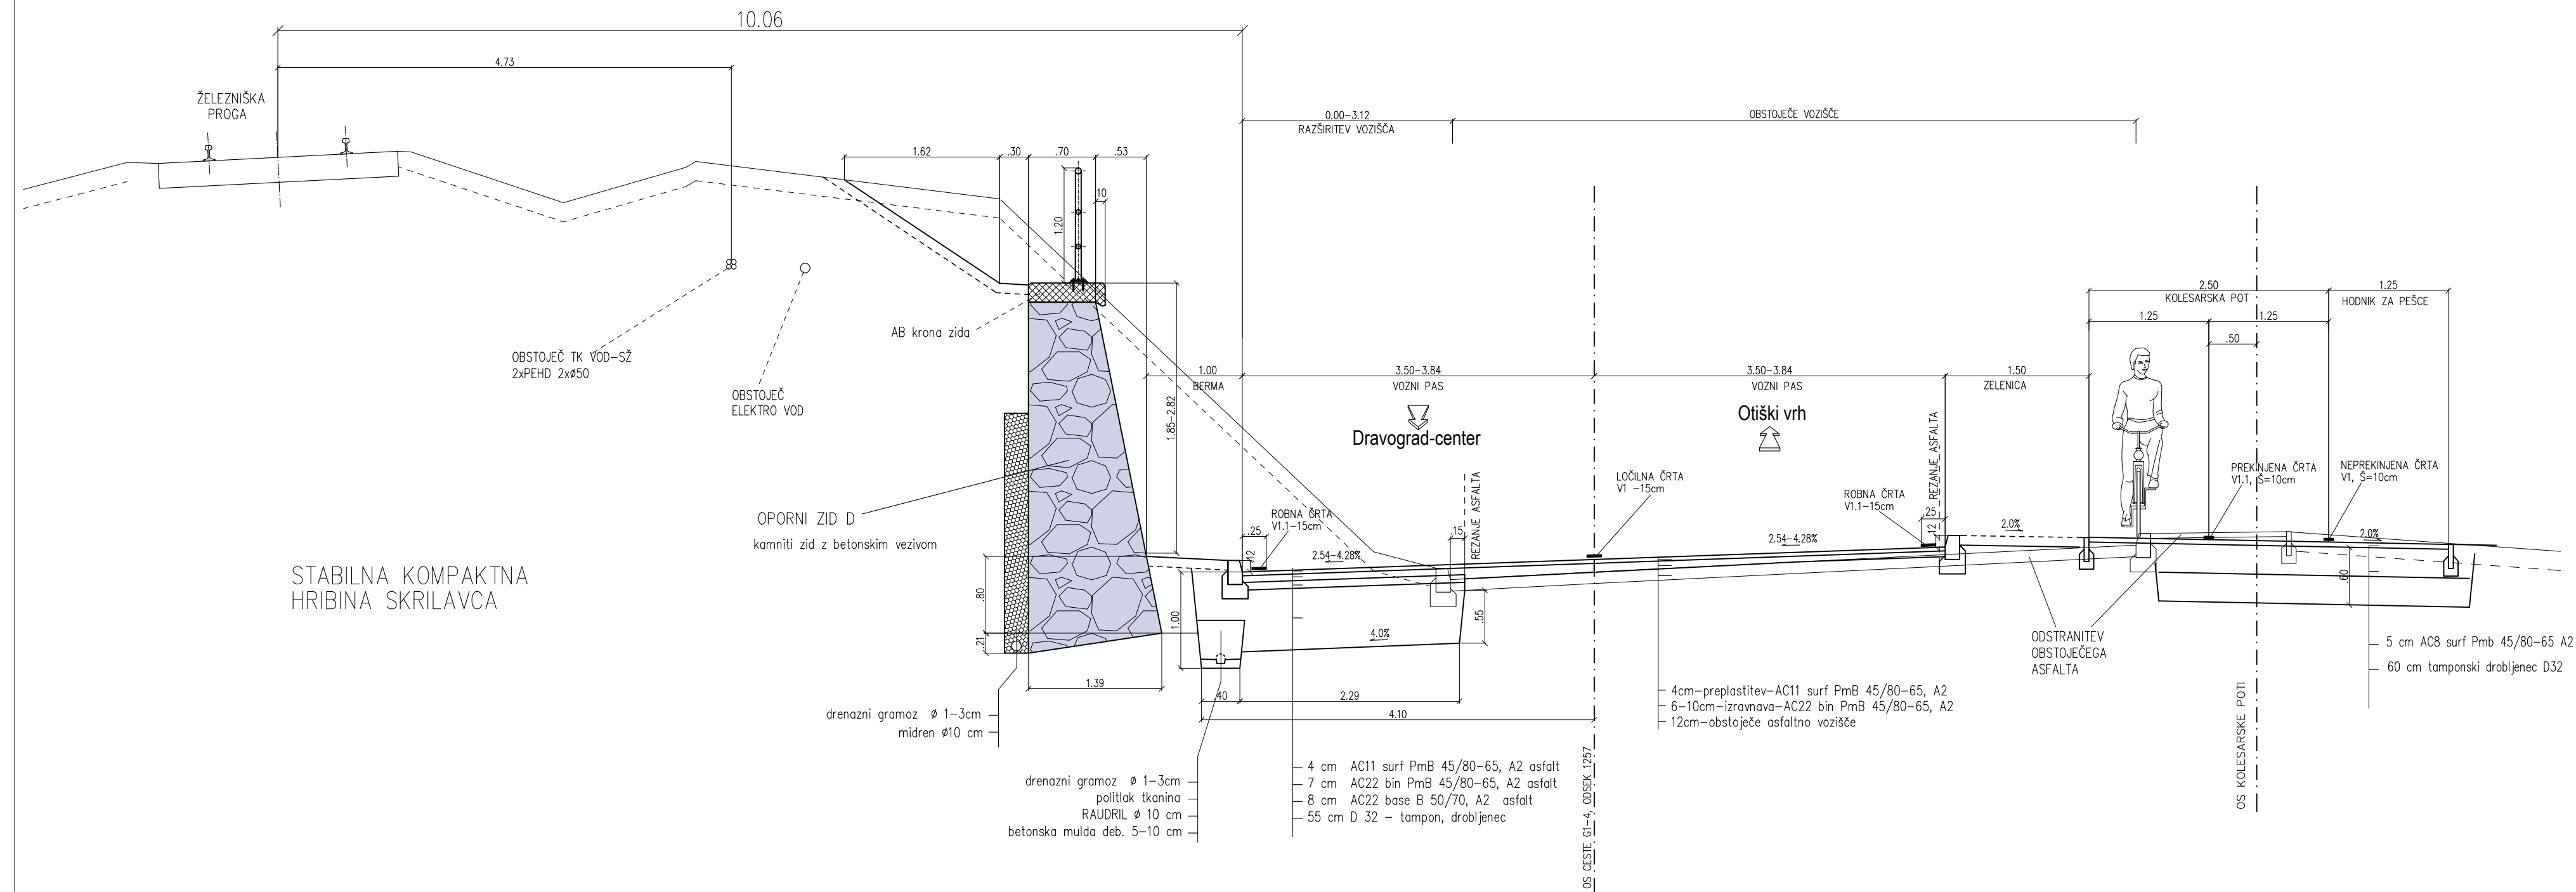 10.06
4.73
ŽELEZNIŠKA
PROGA
0.00-3.12
RAZŠIRITEV VOZIŠČA
OBSTOJEČE VOZIŠČE
1.62
.30
.70
.53
.10
1.20
AB krona zida
OBSTOJEČ TK VOD-SŽ
2xPEHD 2xø50
OBSTOJEČ
ELEKTRO VOD
1.85-2.82
1.00
BERMA
3.50-3.84
VOZNI PAS
3.50-3.84
VOZNI PAS
1.50
ZELENICA
2.50
KOLESARSKA POT
1.25
HODNIK ZA PEŠCE
1.25
1.25
.50
Dravograd-center
Otiški vrh
OPORNI ZID D
kamniti zid z betonskim vezivom
STABILNA KOMPAKTNA
HRIBINA SKRILAVCA
ROBNA ČRTA
V1.1-15cm
.25
.12
2.54-4.28%
.15
REZANJE ASFALTA
LOČILNA ČRTA
V1 -15cm
2.54-4.28%
ROBNA ČRTA
V1.1-15cm
.25
.12
REZANJE ASFALTA
2.0%
PREKINJENA ČRTA
V1.1, Š=10cm
NEPREKINJENA ČRTA
V1, Š=10cm
2.0%
.60
.80
.21
1.00
.55
4.0%
1.39
.40
2.29
4.10
ODSTRANITEV
OBSTOJEČEGA
ASFALTA
5 cm AC8 surf Pmb 45/80-65 A2
60 cm tamponski drobljenec D32
4cm-preplastitev-AC11 surf PmB 45/80-65, A2
6-10cm-izravnava-AC22 bin PmB 45/80-65, A2
12cm-obstoječe asfaltno vozišče
drenazni gramoz ø 1-3cm
midren ø10 cm
drenazni gramoz ø 1-3cm
politlak tkanina
RAUDRIL ø 10 cm
betonska mulda deb. 5-10 cm
4 cm AC11 surf PmB 45/80-65, A2 asfalt
7 cm AC22 bin PmB 45/80-65, A2 asfalt
8 cm AC22 base B 50/70, A2 asfalt
55 cm D 32 - tampon, drobljenec
OS CESTE G1-4, ODSEK 1257
OS KOLESARSKE POTI